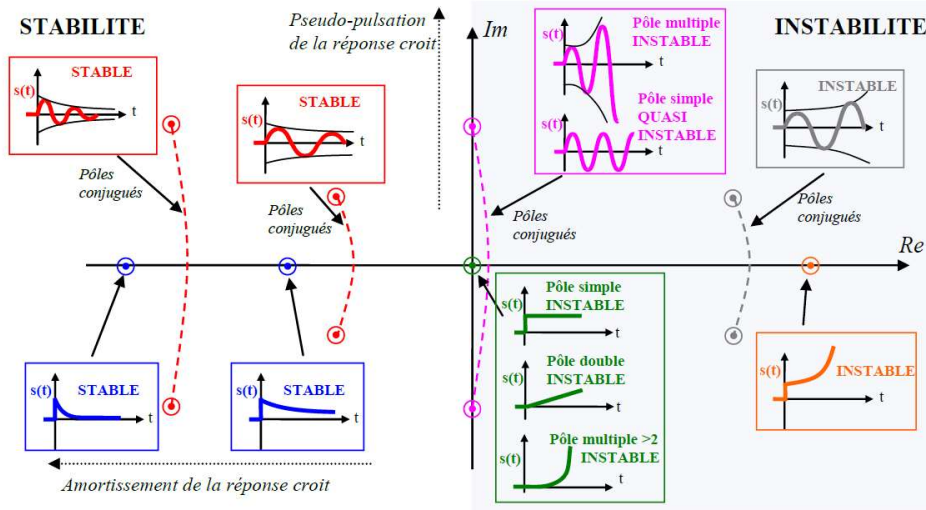 STABILITE
Pseudo-pulsation
de la réponse croit
Im
INSTABILITE
STABLE
s(t)
t
Pôles
conjugués
STABLE
s(t)
t
Pôles
conjugués
Pôle multiple
INSTABLE
s(t)
t
Pôle simple
QUASI
INSTABLE
s(t)
t
Pôles
conjugués
INSTABLE
s(t)
t
Pôles
conjugués
Re
STABLE
s(t)
t
STABLE
s(t)
t
Pôle simple
INSTABLE
s(t)
t
Pôle double
INSTABLE
s(t)
t
Pôle multiple >2
INSTABLE
s(t)
t
INSTABLE
s(t)
t
Amortissement de la réponse croit